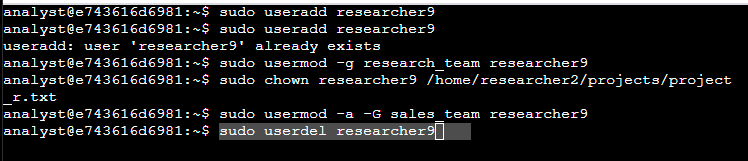 analyst@e743616d6981:~$ sudo useradd researcher9
analyst@e743616d6981:~$ sudo useradd researcher9
useradd: user 'researcher9' already exists
analyst@e743616d6981:~$ sudo usermod -g research_team researcher9
analyst@e743616d6981:~$ sudo chown researcher9 /home/researcher2/projects/project
_r.txt
analyst@e743616d6981:~$ sudo usermod -a -G sales_team researcher9
analyst@e743616d6981:~$ sudo userdel researcher9